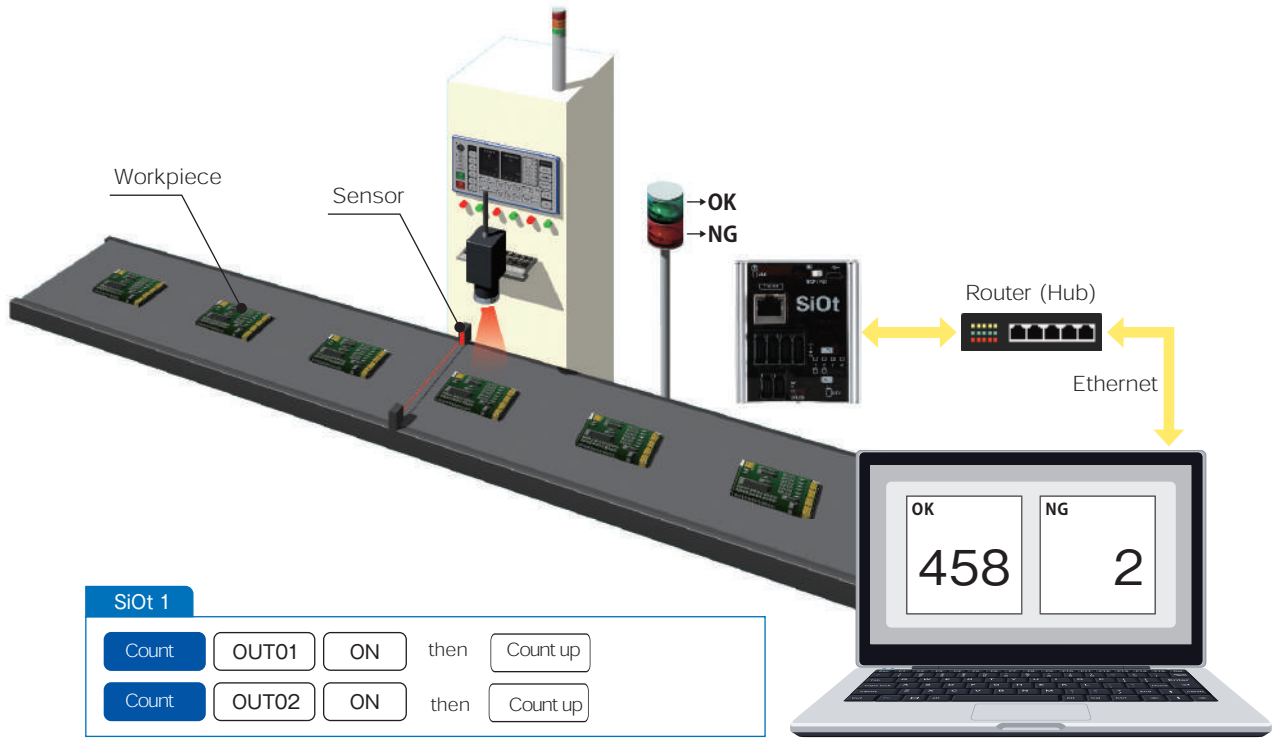 Workpiece
Sensor
→OK
→NG
SiOt
Router (Hub)
Ethernet
OK
458
NG
2
SiOt 1
Count OUT01 ON then Count up
Count OUT02 ON then Count up